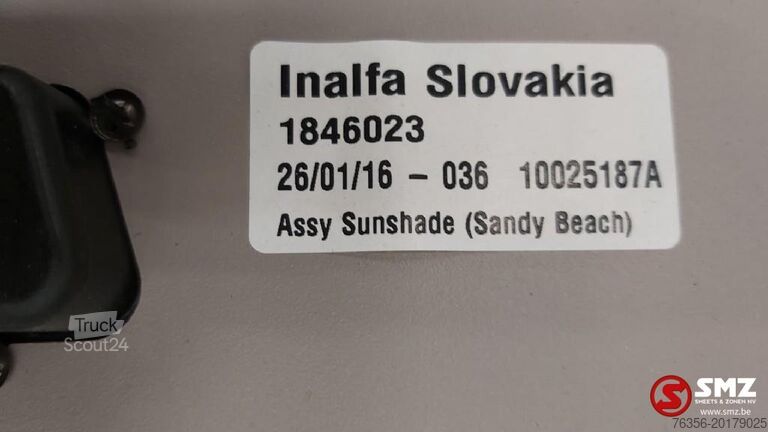 Inalfa Slovakia
1846023
26/01/16 - 036 10025187A
Assy Sunshade (Sandy Beach)
Truck
Scout24
SMZ
SMEETS & ZONEN NV
www.smz.be
76356-20179025